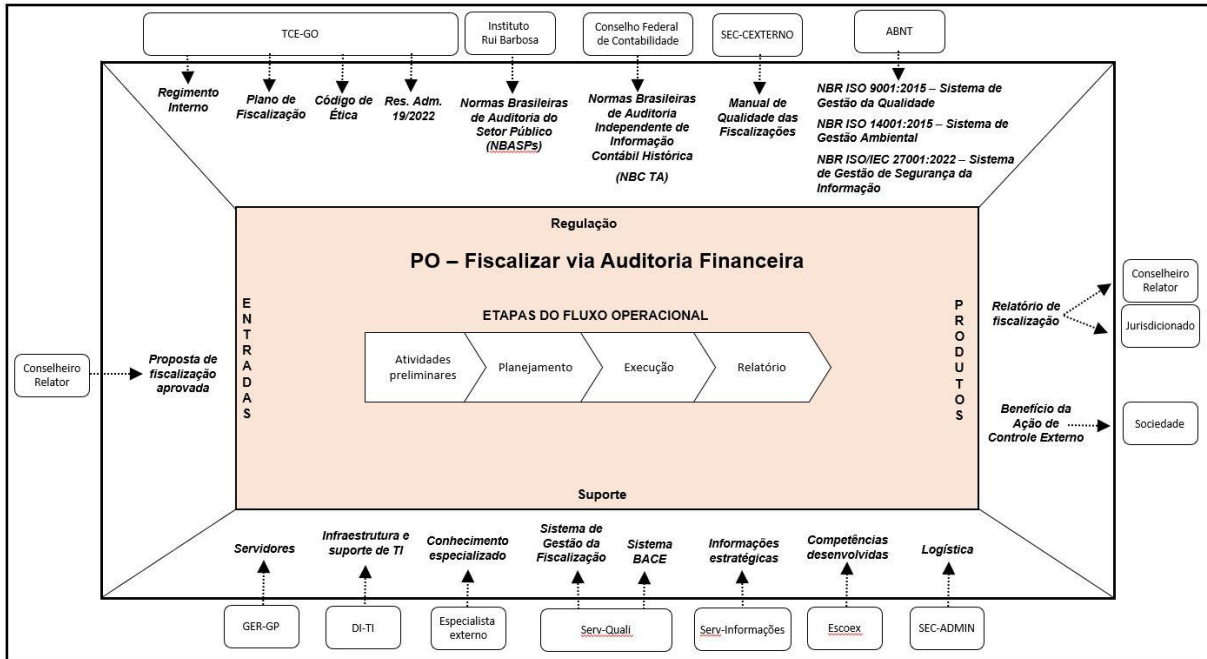 TCE-GO
Instituto
Rui Barbosa
Conselho Federal
de Contabilidade
SEC-CEXTERNO
ABNT
Regimento
Interno
Plano de
Fiscalização
Código de
Ética
Res. Adm.
19/2022
Normas Brasileiras
de Auditoria do
Setor Público
(NBASPs)
Normas Brasileiras
de Auditoria
Independente de
Informação
Contábil Histórica
(NBC TA)
Manual de
Qualidade das
Fiscalizações
NBR ISO 9001:2015 – Sistema de
Gestão da Qualidade
NBR ISO 14001:2015 – Sistema de
Gestão Ambiental
NBR ISO/IEC 27001:2022 – Sistema
de Gestão de Segurança da
Informação
Regulação
PO – Fiscalizar via Auditoria Financeira
ETAPAS DO FLUXO OPERACIONAL
Atividades
preliminares
Planejamento
Execução
Relatório
ENTRADAS
PRODUTOS
Conselheiro
Relator
Proposta de
fiscalização
aprovada
Relatório de
fiscalização
Conselheiro
Relator
Jurisdicionado
Benefício da
Ação de
Controle Externo
Sociedade
Suporte
Servidores
Infraestrutura e
suporte de TI
Conhecimento
especializado
Sistema de
Gestão da
Fiscalização
Sistema
BACE
Informações
estratégicas
Competências
desenvolvidas
Logística
GER-GP
DI-TI
Especialista
externo
Serv-Quali
Serv-Informações
Escoex
SEC-ADMIN